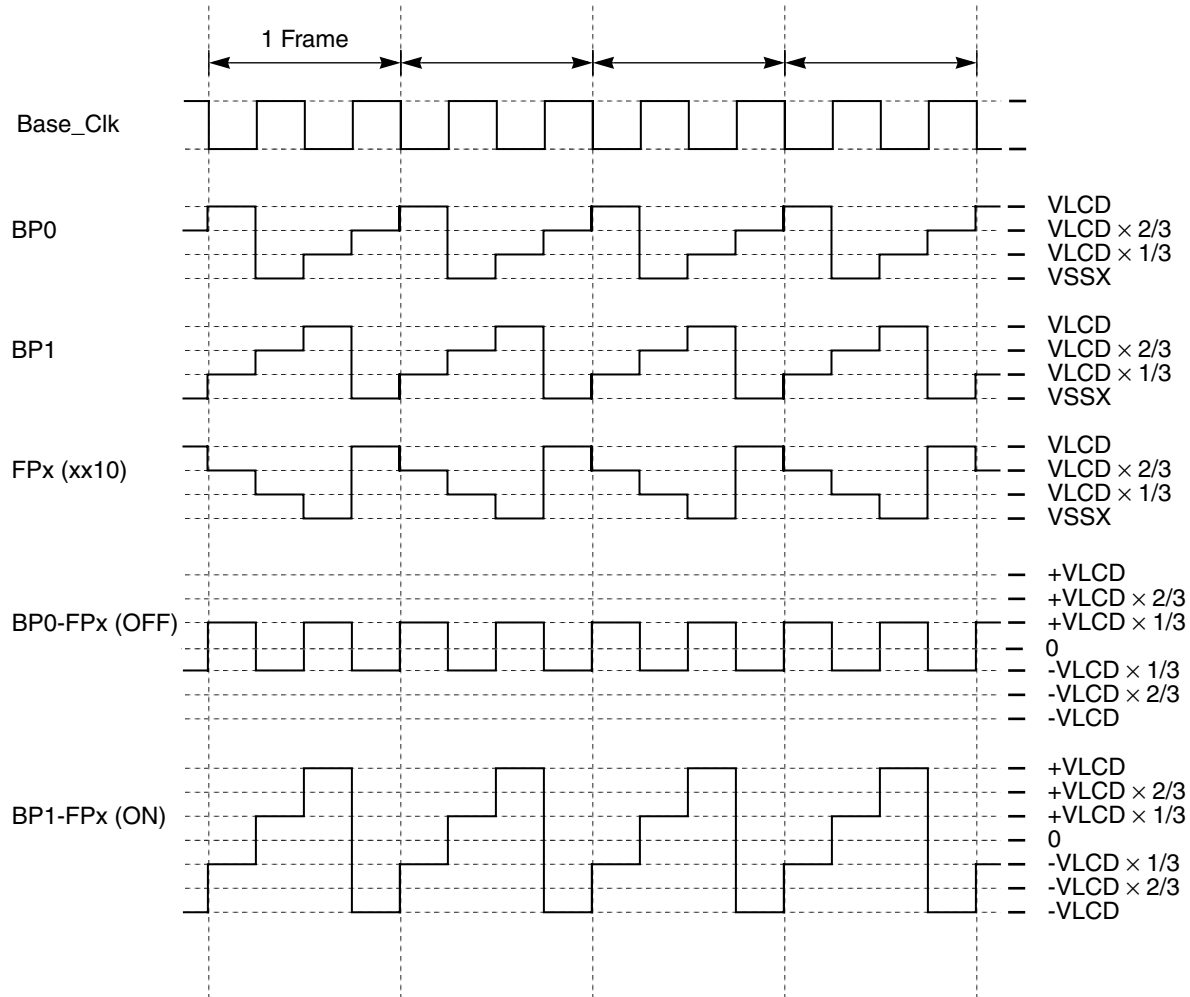 1 Frame
Base_Clk
BP0
VLCD
VLCD × 2/3
VLCD × 1/3
VSSX
BP1
VLCD
VLCD × 2/3
VLCD × 1/3
VSSX
FPx (xx10)
VLCD
VLCD × 2/3
VLCD × 1/3
VSSX
BP0-FPx (OFF)
+VLCD
+VLCD × 2/3
+VLCD × 1/3
0
-VLCD × 1/3
-VLCD × 2/3
-VLCD
BP1-FPx (ON)
+VLCD
+VLCD × 2/3
+VLCD × 1/3
0
-VLCD × 1/3
-VLCD × 2/3
-VLCD